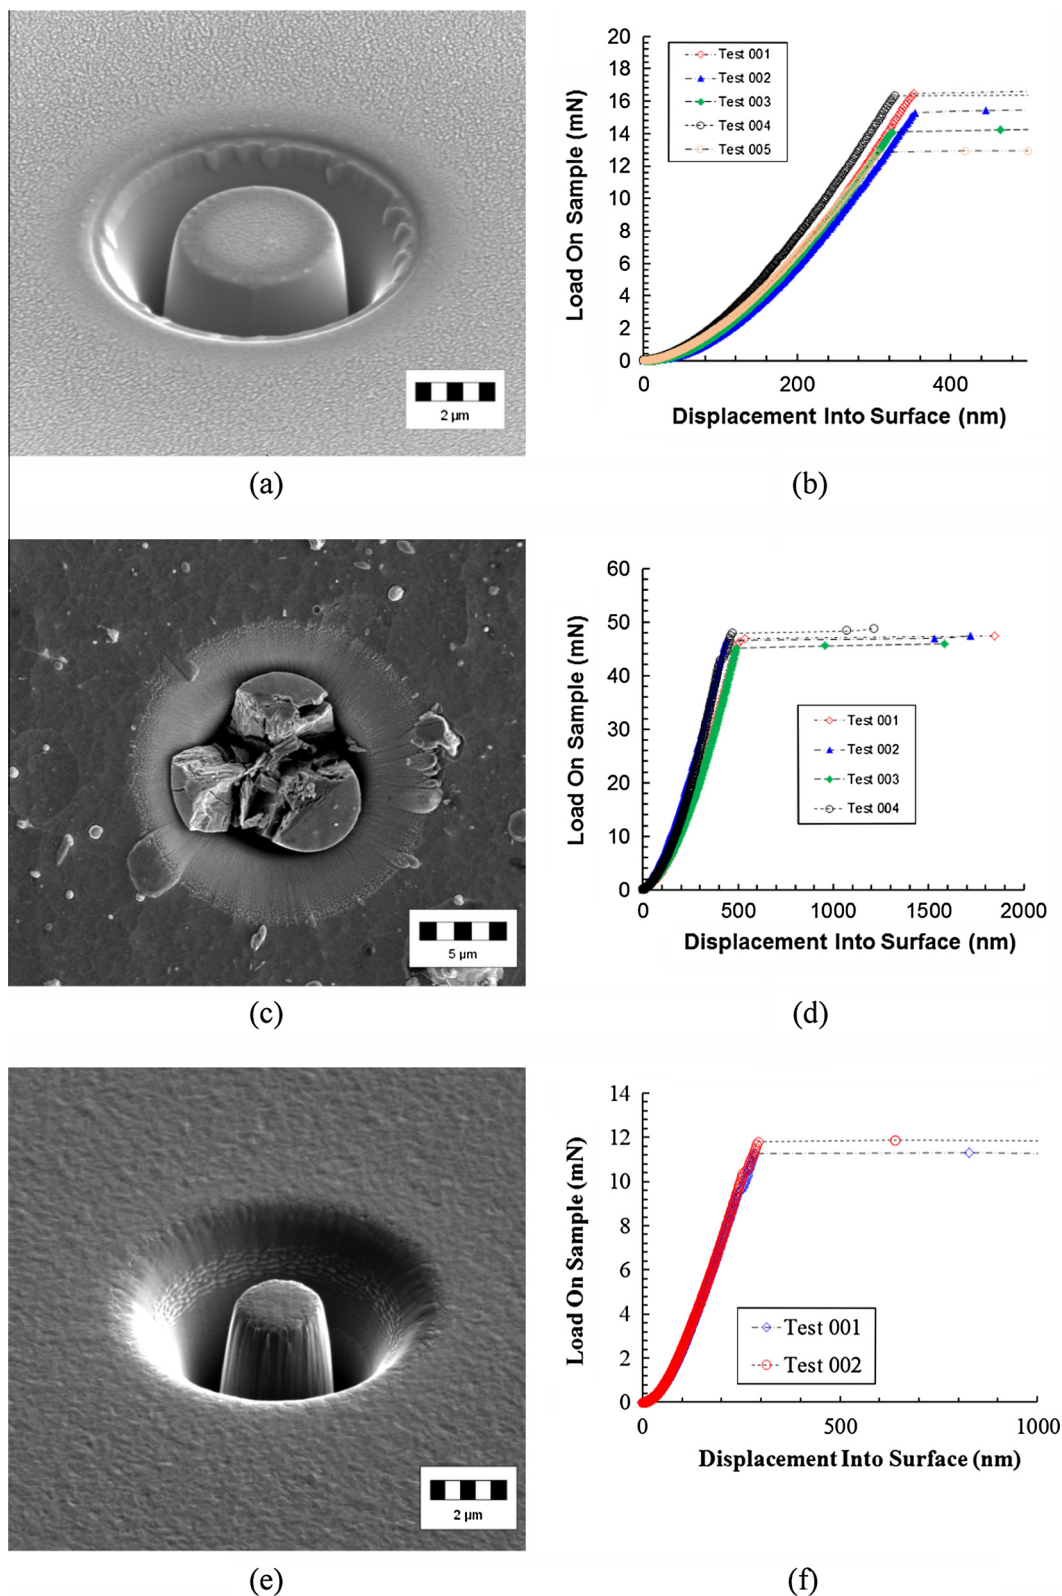 2 µm
(a)
20
18
16
14
12
10
8
6
4
2
0
Load On Sample (mN)
Test 001
Test 002
Test 003
Test 004
Test 005
0
200
400
Displacement Into Surface (nm)
(b)
5 µm
(c)
60
50
40
30
20
10
0
Load On Sample (mN)
Test 001
Test 002
Test 003
Test 004
0
500
1000
1500
2000
Displacement Into Surface (nm)
(d)
2 µm
(e)
14
12
10
8
6
4
2
0
Load On Sample (mN)
Test 001
Test 002
0
500
1000
Displacement Into Surface (nm)
(f)